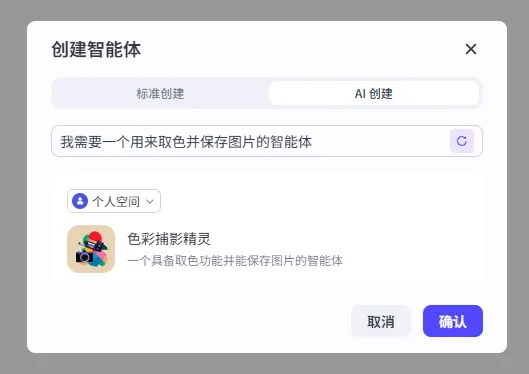 创建智能体
标准创建
AI 创建
我需要一个用来取色并保存图片的智能体
个人空间
色彩捕影精灵
一个具备取色功能并能保存图片的智能体
取消
确认